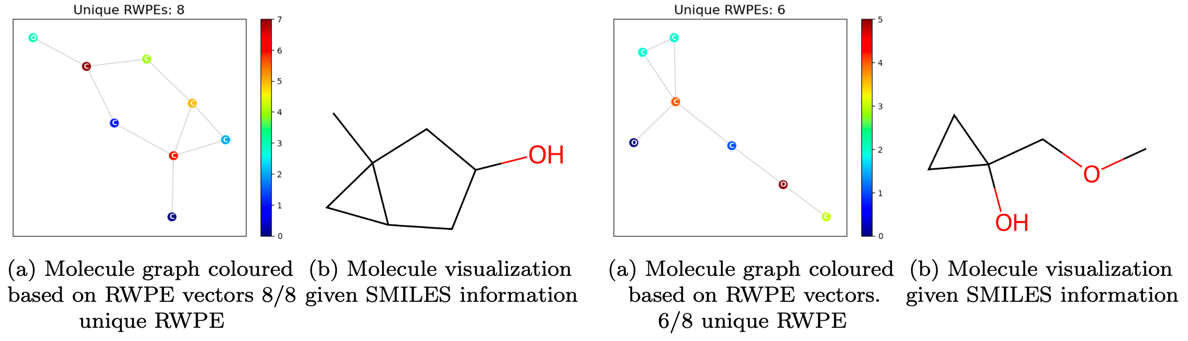 Unique RWPEs: 8
O
C
C
C
C
C
C
C
7
6
5
4
3
2
1
0
OH
Unique RWPEs: 6
C
C
C
O
C
O
C
5
4
3
2
1
0
O
OH
(a) Molecule graph coloured
based on RWPE vectors 8/8
unique RWPE
(b) Molecule visualization
given SMILES information
(a) Molecule graph coloured
based on RWPE vectors.
6/8 unique RWPE
(b) Molecule visualization
given SMILES information